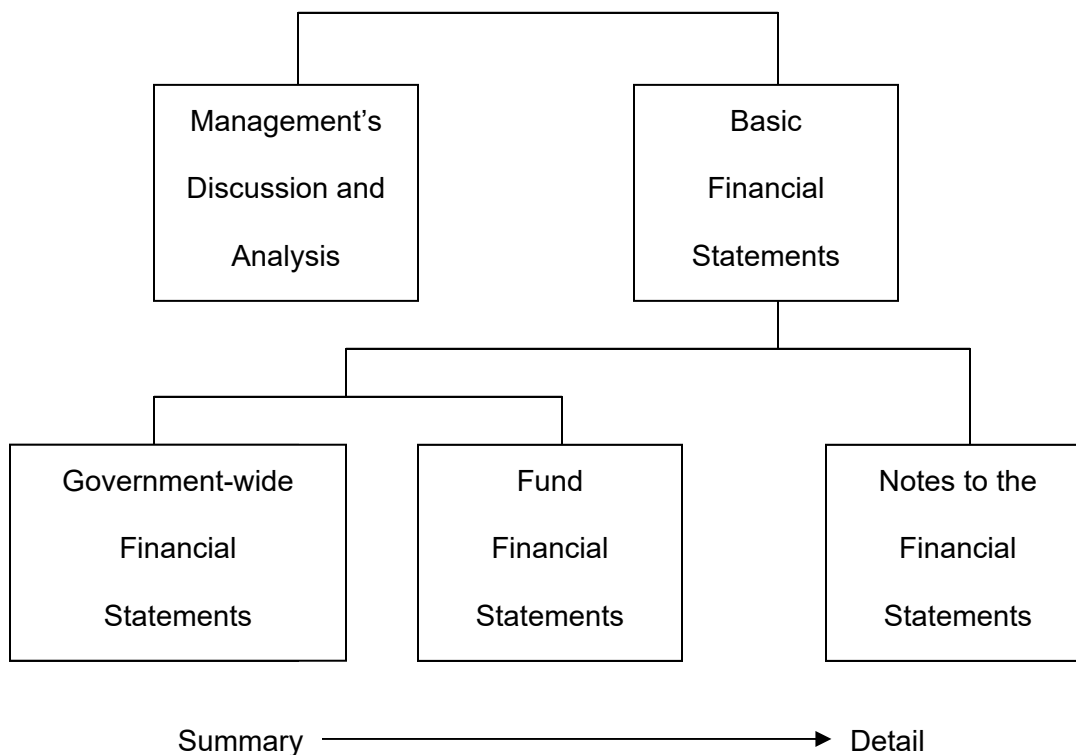 Management’s
Discussion and
Analysis
Basic
Financial
Statements
Government-wide
Financial
Statements
Fund
Financial
Statements
Notes to the
Financial
Statements
Summary
Detail